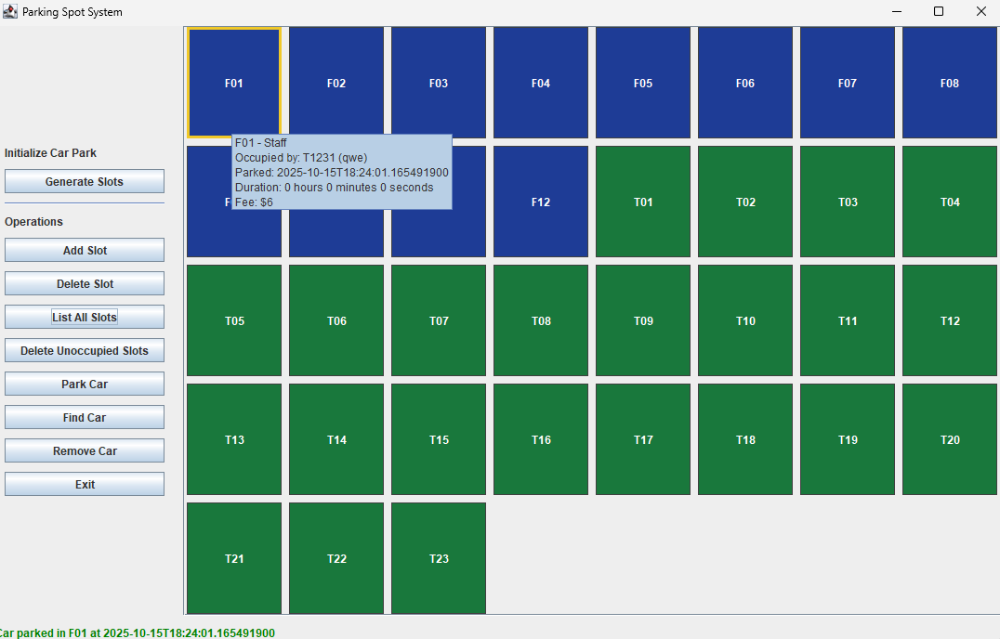 Parking Spot System
F01
F02
F03
F04
F05
F06
F07
F08
Initialize Car Park
Generate Slots
F01 - Staff
Occupied by: T1231 (qwe)
Parked: 2025-10-15T18:24:01.165491900
Duration: 0 hours 0 minutes 0 seconds
Fee: $6
F12
T01
T02
T03
T04
Operations
Add Slot
Delete Slot
List All Slots
Delete Unoccupied Slots
Park Car
Find Car
Remove Car
Exit
T05
T06
T07
T08
T09
T10
T11
T12
T13
T14
T15
T16
T17
T18
T19
T20
T21
T22
T23
Car parked in F01 at 2025-10-15T18:24:01.165491900